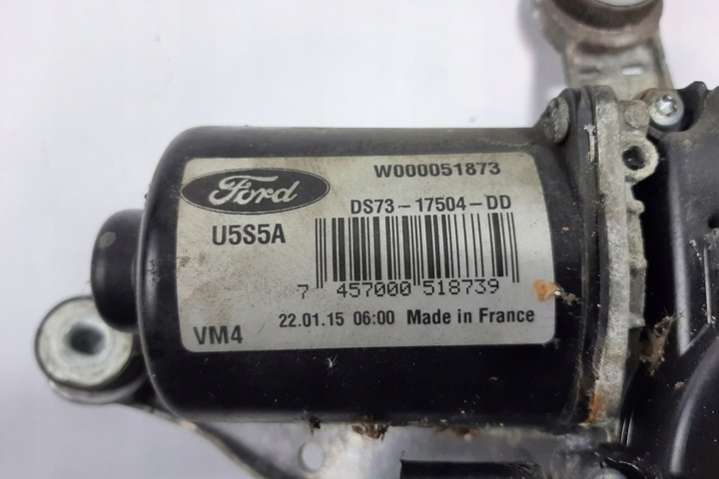 Ford
W000051873
DS73-17504-DD
U5S5A
7 457000 518739
VM4
22.01.15 06:00 Made in France